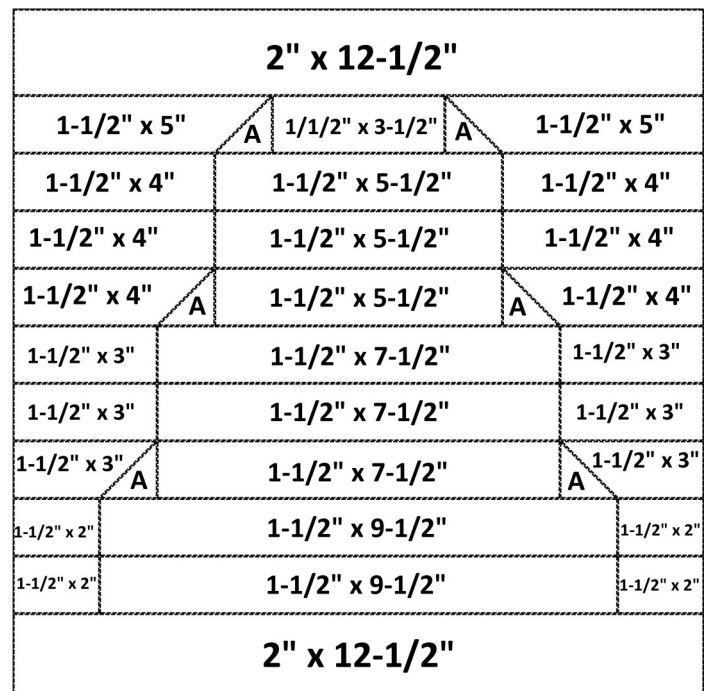 2" x 12-1/2"
1-1/2" x 5" A 1/1/2" x 3-1/2" A 1-1/2" x 5"
1-1/2" x 4" 1-1/2" x 5-1/2" 1-1/2" x 4"
1-1/2" x 4" 1-1/2" x 5-1/2" 1-1/2" x 4"
1-1/2" x 4" A 1-1/2" x 5-1/2" A 1-1/2" x 4"
1-1/2" x 3" 1-1/2" x 7-1/2" 1-1/2" x 3"
1-1/2" x 3" 1-1/2" x 7-1/2" 1-1/2" x 3"
1-1/2" x 3" A 1-1/2" x 7-1/2" A 1-1/2" x 3"
1-1/2" x 2" 1-1/2" x 9-1/2" 1-1/2" x 2"
1-1/2" x 2" 1-1/2" x 9-1/2" 1-1/2" x 2"
2" x 12-1/2"